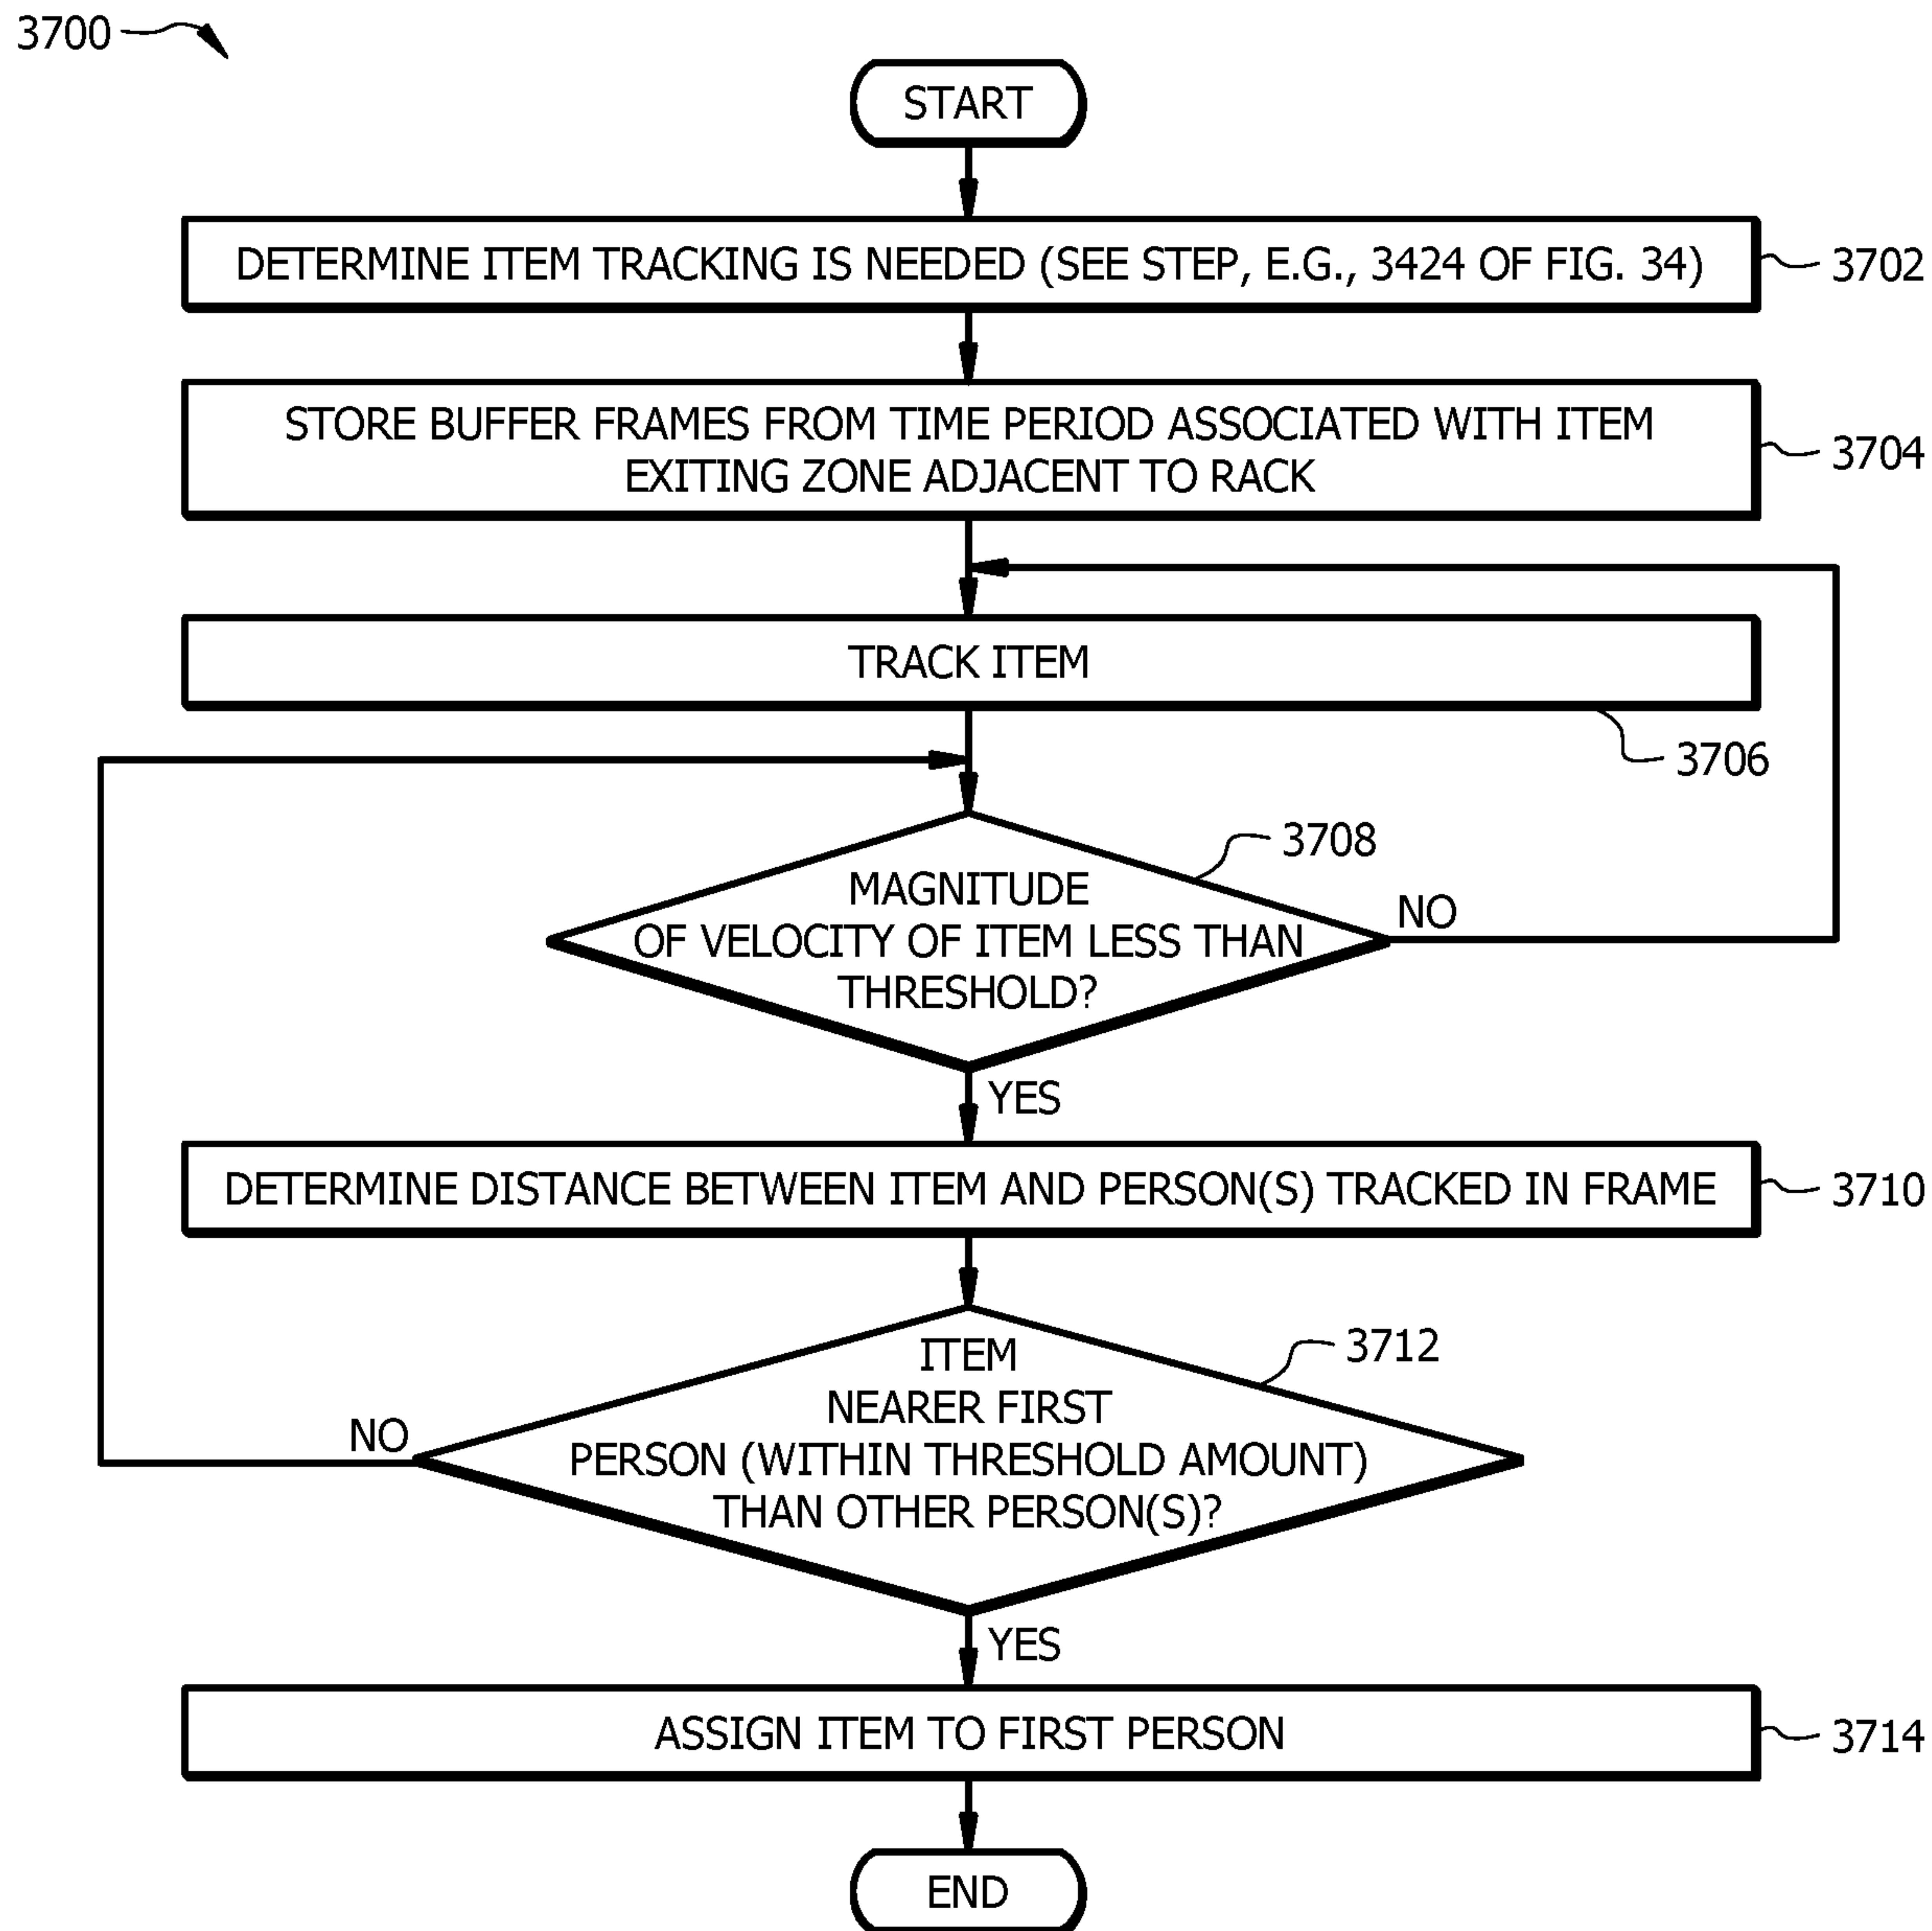 3700
START
DETERMINE ITEM TRACKING IS NEEDED (SEE STEP, E.G., 3424 OF FIG. 34)
3702
STORE BUFFER FRAMES FROM TIME PERIOD ASSOCIATED WITH ITEM
EXITING ZONE ADJACENT TO RACK
3704
TRACK ITEM
3706
3708
MAGNITUDE
OF VELOCITY OF ITEM LESS THAN
THRESHOLD?
NO
YES
DETERMINE DISTANCE BETWEEN ITEM AND PERSON(S) TRACKED IN FRAME
3710
3712
ITEM
NEARER FIRST
PERSON (WITHIN THRESHOLD AMOUNT)
THAN OTHER PERSON(S)?
NO
YES
ASSIGN ITEM TO FIRST PERSON
3714
END